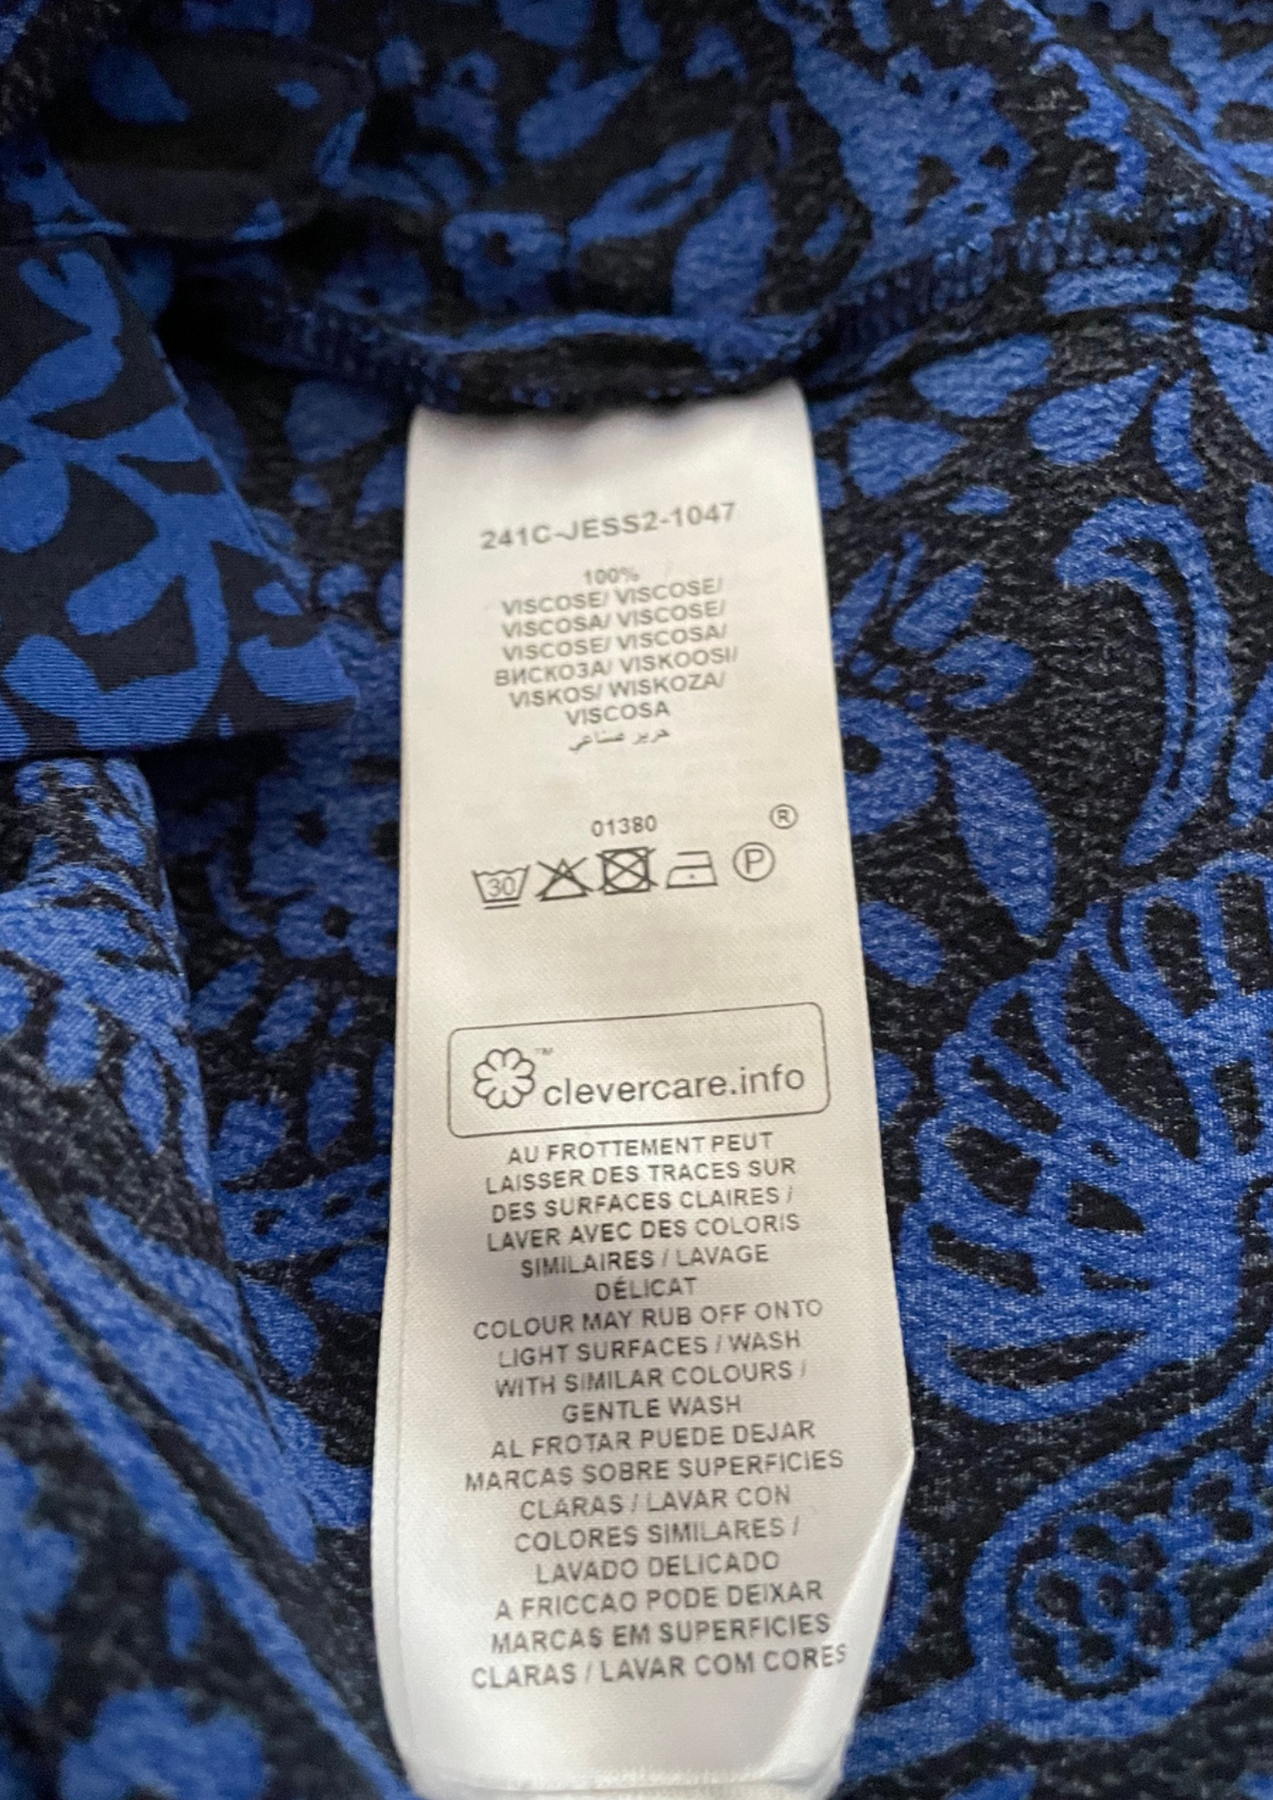 241C-JESS2-1047
100%
VISCOSE/ VISCOSE/
VISCOSA/ VISCOSE/
VISCOSE/ VISCOSA/
ВИСКОЗА/ VISKOOSI/
VISKOS/ WISKOZA/
VISCOSA
حرير صناعي
01380
®
30
P
™
clevercare.info
AU FROTTEMENT PEUT
LAISSER DES TRACES SUR
DES SURFACES CLAIRES /
LAVER AVEC DES COLORIS
SIMILAIRES / LAVAGE
DÉLICAT
COLOUR MAY RUB OFF ONTO
LIGHT SURFACES / WASH
WITH SIMILAR COLOURS /
GENTLE WASH
AL FROTAR PUEDE DEJAR
MARCAS SOBRE SUPERFICIES
CLARAS / LAVAR CON
COLORES SIMILARES /
LAVADO DELICADO
A FRICCAO PODE DEIXAR
MARCAS EM SUPERFICIES
CLARAS / LAVAR COM CORES